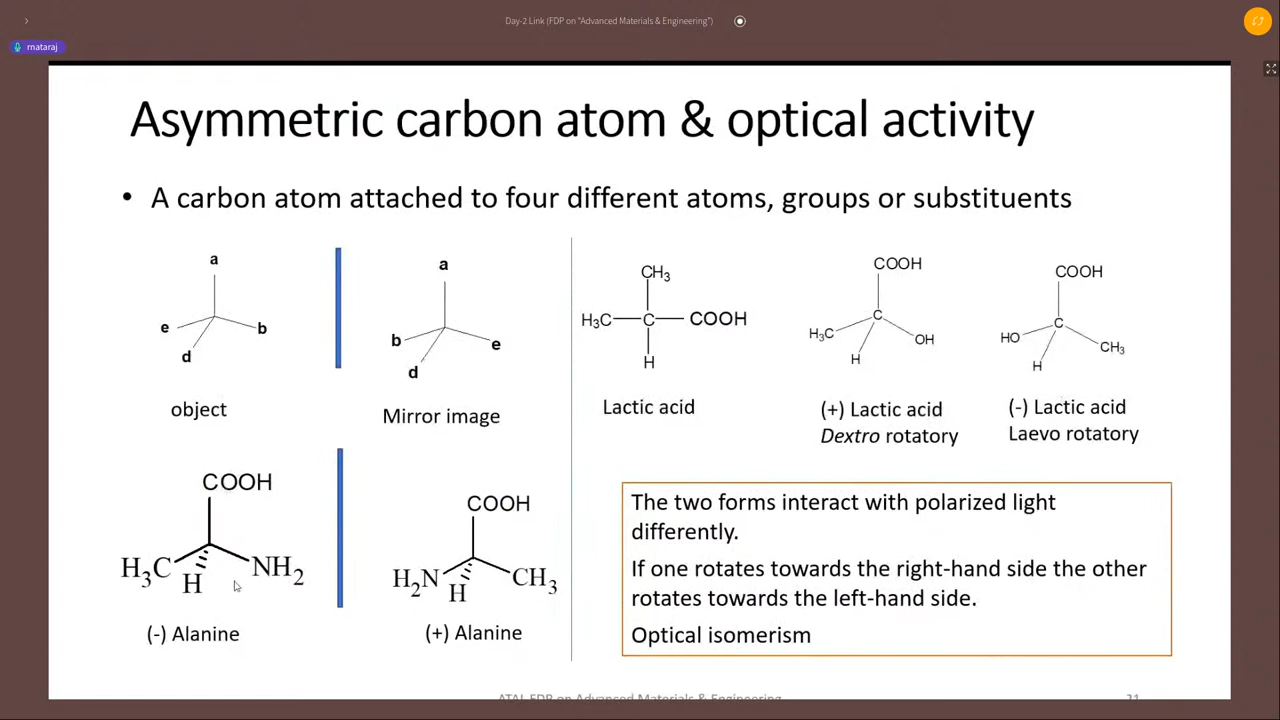 Day-2 Link (FDP on "Advanced Materials & Engineering")
mataraj
Asymmetric carbon atom & optical activity
• A carbon atom attached to four different atoms, groups or substituents
a
e
b
d
object
a
b
e
d
Mirror image
CH3
H3C C COOH
H
Lactic acid
COOH
C
H3C
OH
H
(+) Lactic acid
Dextro rotatory
COOH
C
HO
CH3
H
(-) Lactic acid
Laevo rotatory
COOH
H3C
H
NH2
(-) Alanine
COOH
H2N
H
CH3
(+) Alanine
The two forms interact with polarized light
differently.
If one rotates towards the right-hand side the other
rotates towards the left-hand side.
Optical isomerism
ATAL FDP on Advanced Materials & Engineering
21